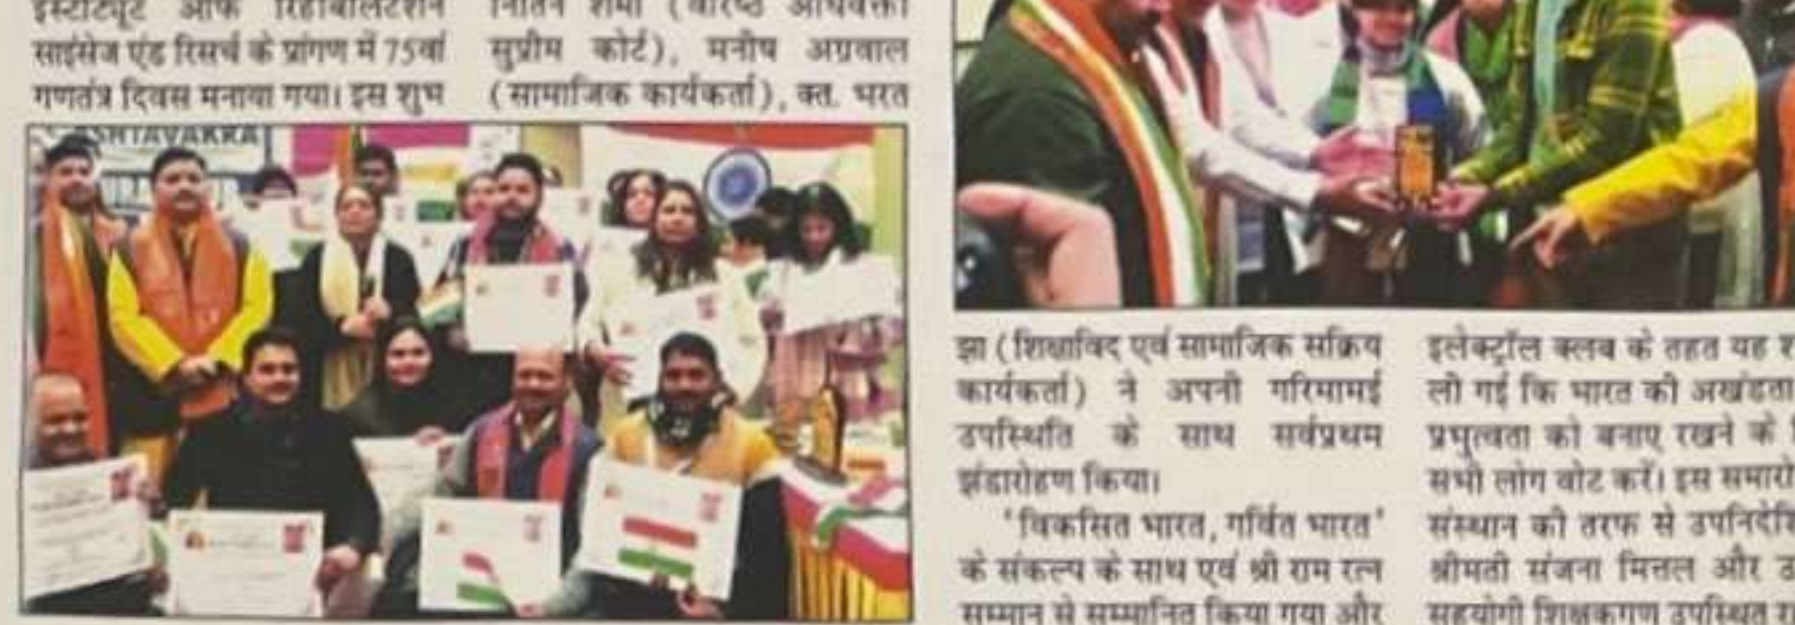 इंस्टीट्यूट ऑफ रिहैबिलिटेशन
साईंसेज एंड रिसर्च के प्रांगण में 75वां
गणतंत्र दिवस मनाया गया। इस शुभ
नितिन शर्मा (वरिष्ठ अधिवक्ता
सुप्रीम कोर्ट), मनीष अग्रवाल
(सामाजिक कार्यकर्ता), क्त. भरत
ASHTAVAKRA
झा (शिक्षाविद एवं सामाजिक सक्रिय
कार्यकर्ता) ने अपनी गरिमामई
उपस्थिति के साथ सर्वप्रथम
झंडारोहण किया।
'विकसित भारत, गर्वित भारत'
के संकल्प के साथ एवं श्री राम रत्न
सम्मान से सम्मानित किया गया और
इलेक्ट्रॉल क्लब के तहत यह
ली गई कि भारत की अखंडता
प्रभुत्वता को बनाए रखने के
सभी लोग वोट करें। इस
संस्थान की तरफ से
श्रीमती संजना मित्तल और
सहयोगी शिक्षकगण उपस्थित